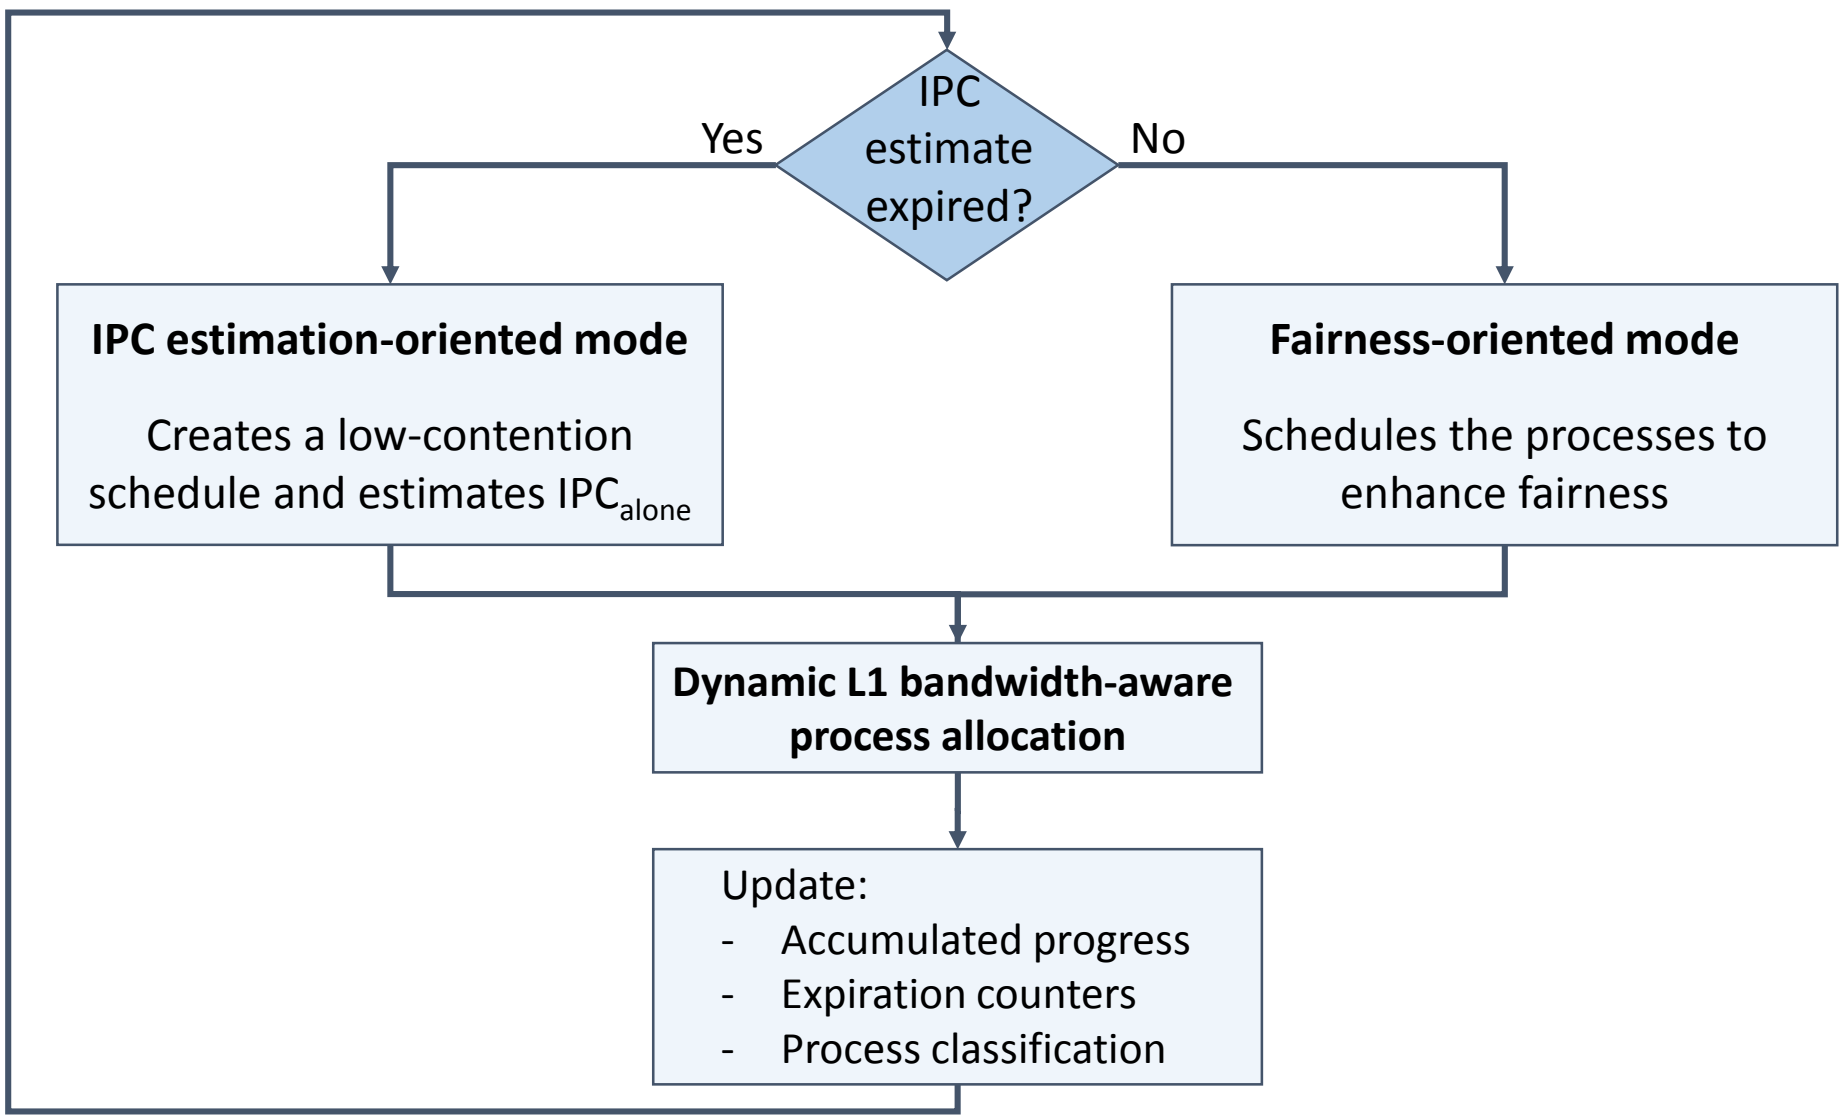 IPC
estimate
expired?
Yes
No
IPC estimation-oriented mode
Creates a low-contention
schedule and estimates IPCalone
Fairness-oriented mode
Schedules the processes to
enhance fairness
Dynamic L1 bandwidth-aware
process allocation
Update:
- Accumulated progress
- Expiration counters
- Process classification